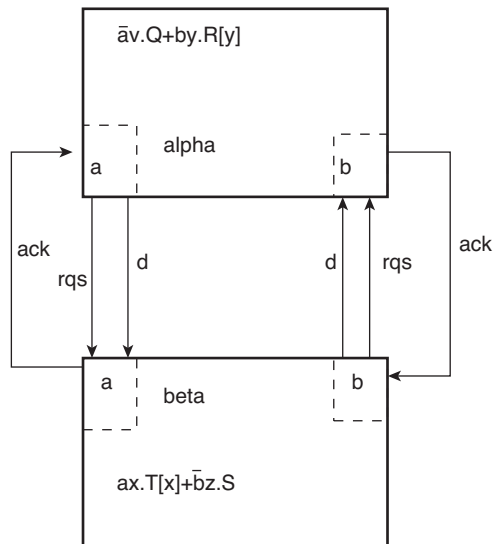 āv.Q+by.R[y]
a
alpha
b
ack
rqs
d
d
rqs
ack
a
beta
b
ax.T[x]+b̄z.S